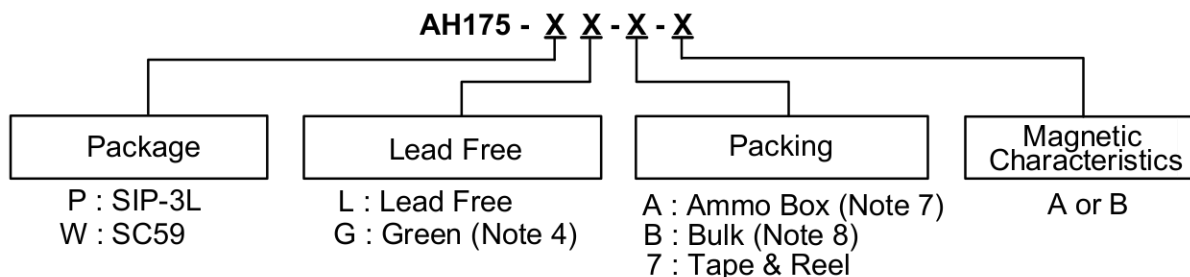 AH175 - X X - X - X
Package
P : SIP-3L
W : SC59
Lead Free
L : Lead Free
G : Green (Note 4)
Packing
A : Ammo Box (Note 7)
B : Bulk (Note 8)
7 : Tape & Reel
Magnetic
Characteristics
A or B